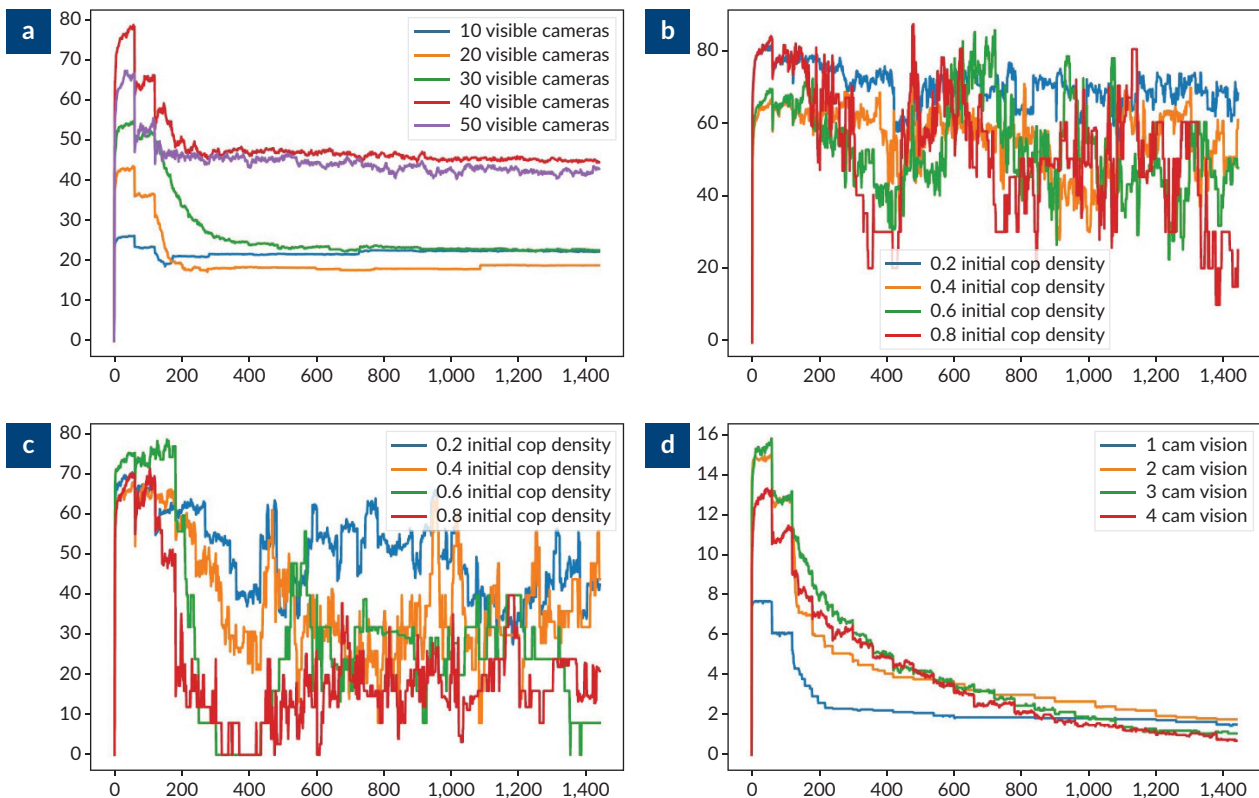 a
80
70
60
50
40
30
20
10
0
0 200 400 600 800 1,000 1,200 1,400
10 visible cameras
20 visible cameras
30 visible cameras
40 visible cameras
50 visible cameras
b
80
60
40
20
0
0 200 400 600 800 1,000 1,200 1,400
0.2 initial cop density
0.4 initial cop density
0.6 initial cop density
0.8 initial cop density
c
80
70
60
50
40
30
20
10
0
0 200 400 600 800 1,000 1,200 1,400
0.2 initial cop density
0.4 initial cop density
0.6 initial cop density
0.8 initial cop density
d
16
14
12
10
8
6
4
2
0
0 200 400 600 800 1,000 1,200 1,400
1 cam vision
2 cam vision
3 cam vision
4 cam vision